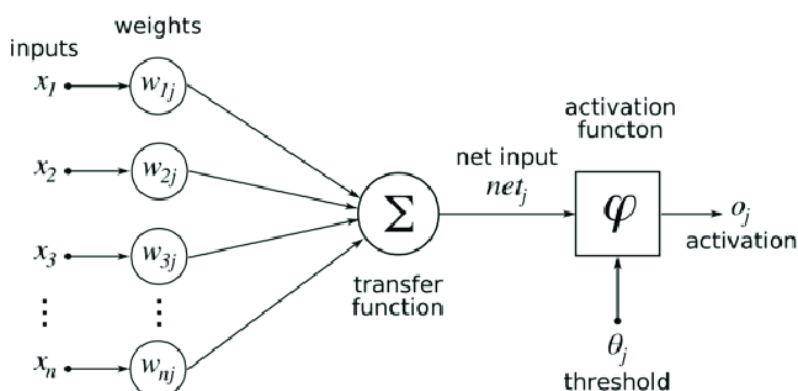 weights
inputs
x₁
w₁ⱼ
x₂
w₂ⱼ
x₃
w₃ⱼ
⋮ ⋮
xₙ
wₙⱼ
Σ
transfer
function
net input
netⱼ
activation
functon
φ
oⱼ
activation
θⱼ
threshold